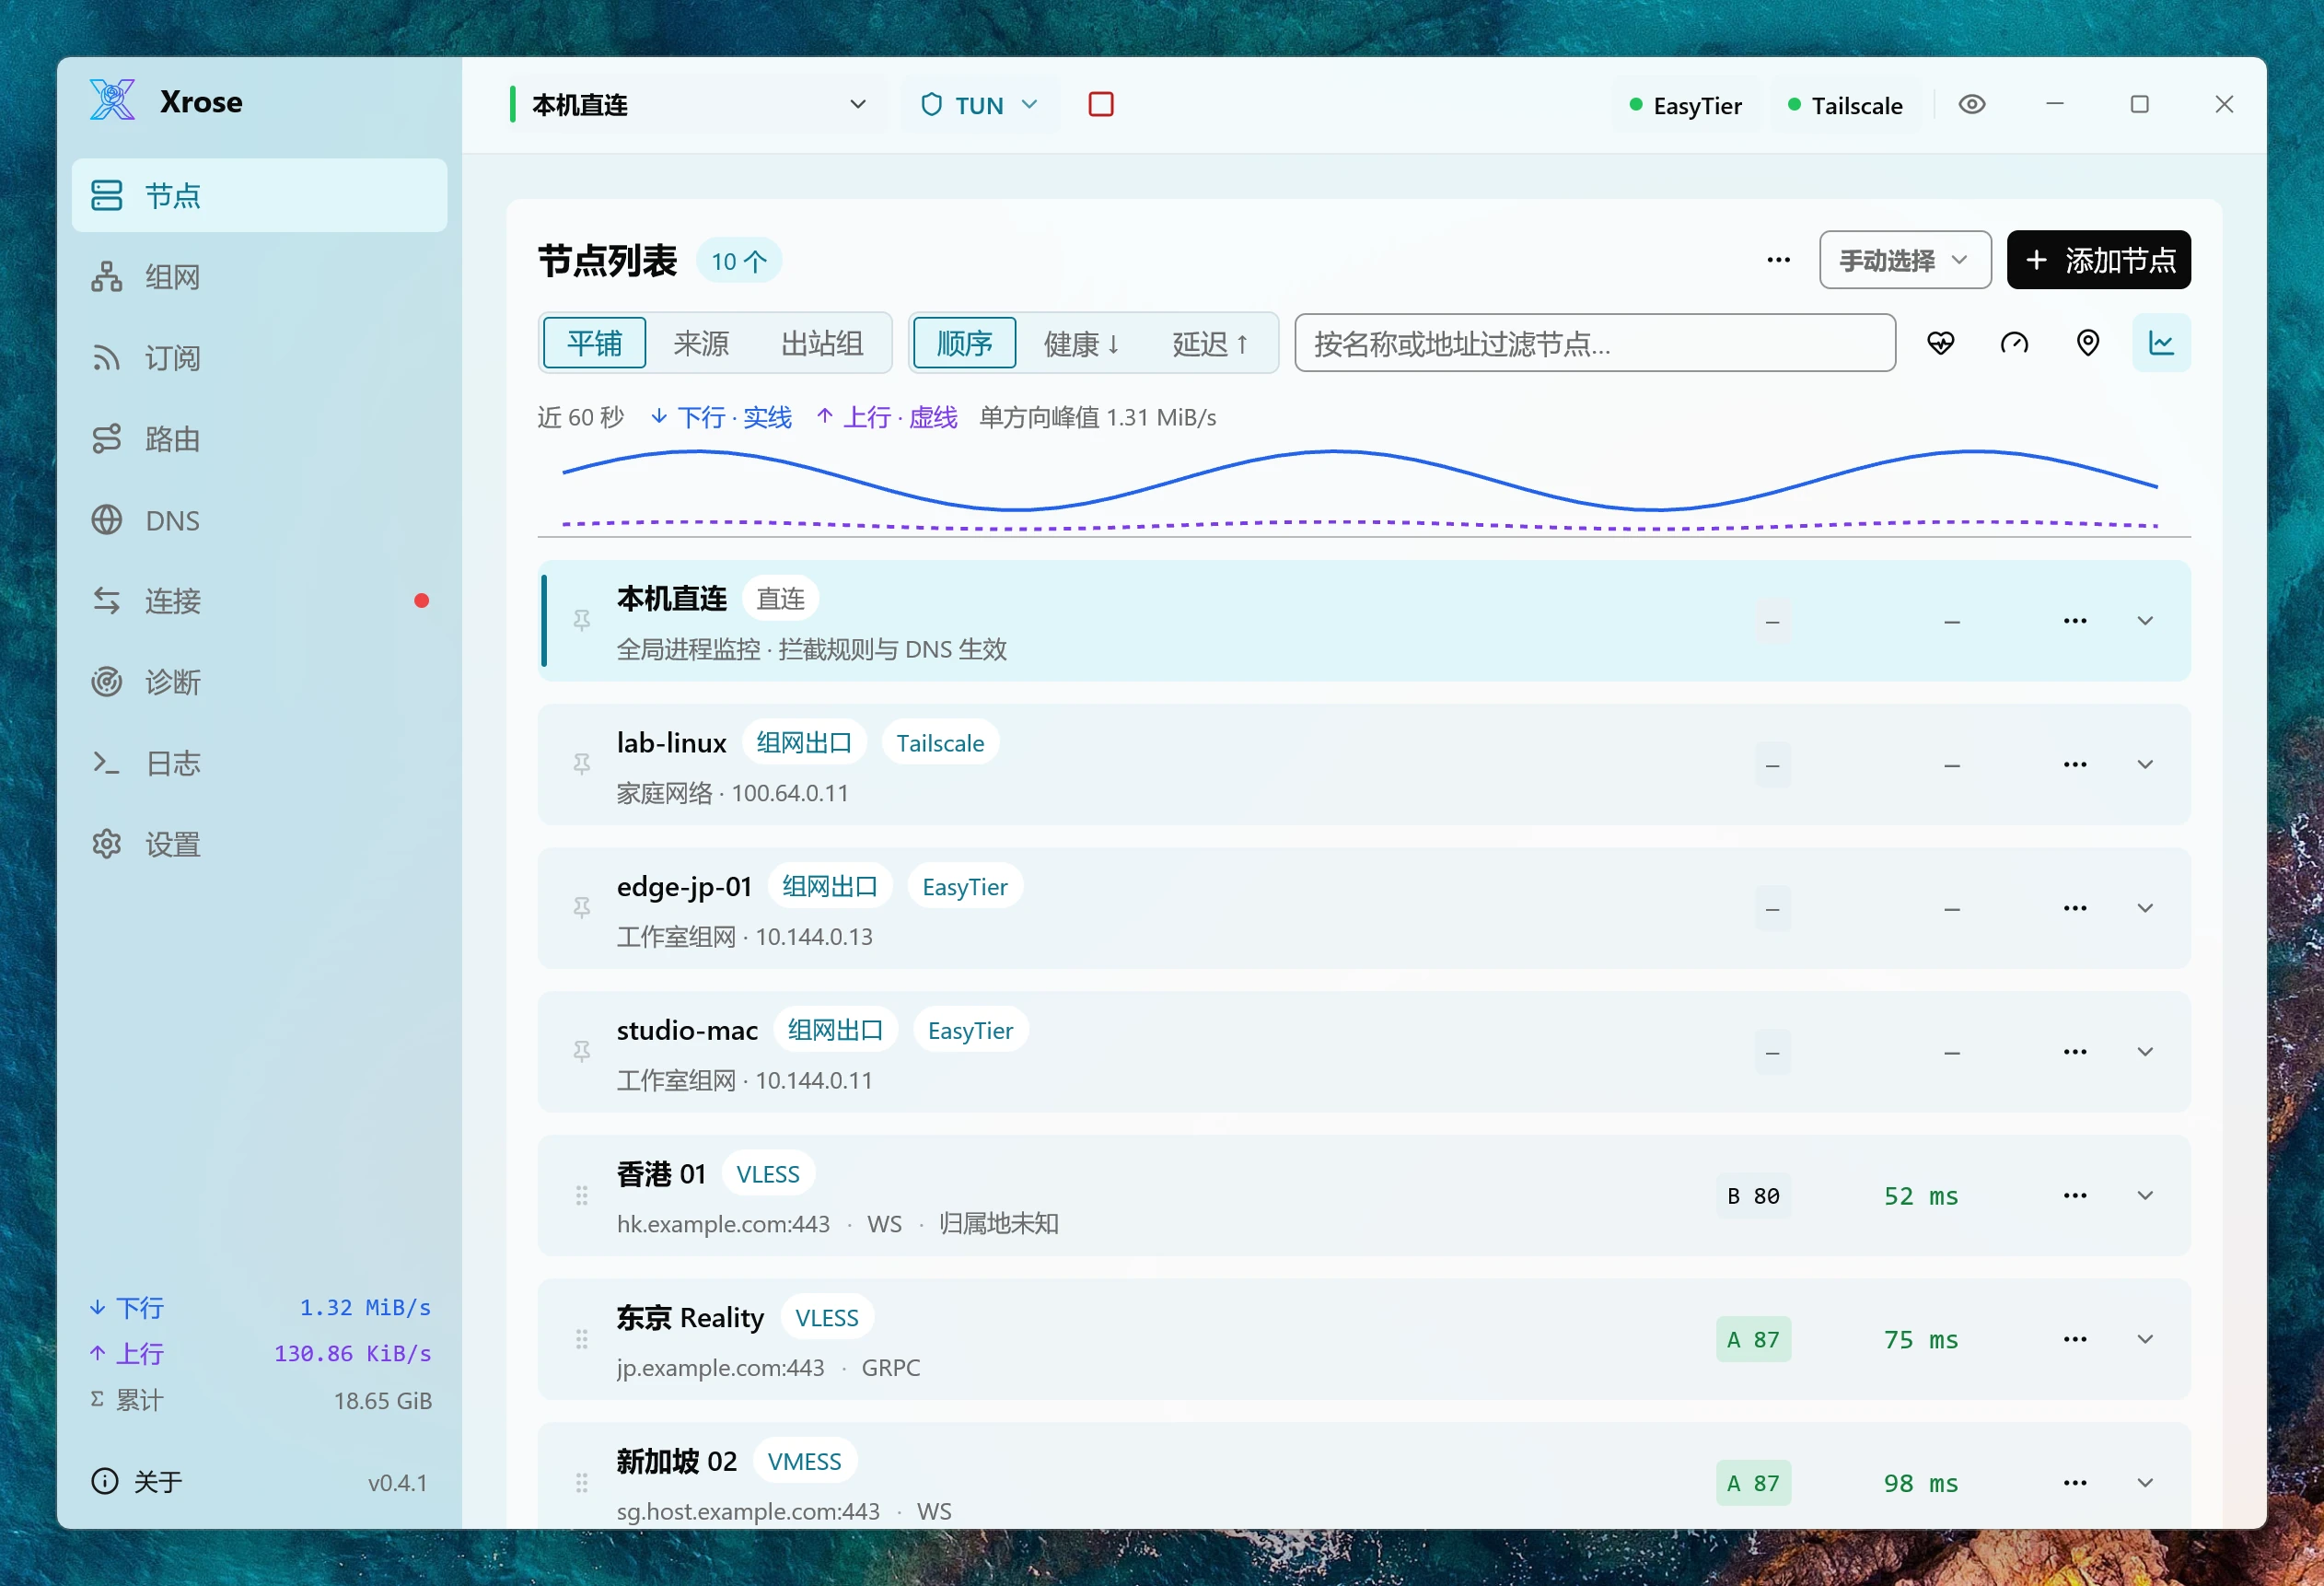 Xrose
本机直连
TUN
EasyTier
Tailscale
节点
组网
订阅
路由
DNS
连接
诊断
日志
设置
↓ 下行 1.32 MiB/s
↑ 上行 130.86 KiB/s
Σ 累计 18.65 GiB
关于 v0.4.1
节点列表 10 个
··· 手动选择 + 添加节点
平铺 来源 出站组 顺序 健康↓ 延迟↑ 按名称或地址过滤节点...
近 60 秒 ↓ 下行 · 实线 ↑ 上行 · 虚线 单方向峰值 1.31 MiB/s
本机直连 直连
全局进程监控 · 拦截规则与 DNS 生效
– –
lab-linux 组网出口 Tailscale
家庭网络 · 100.64.0.11
– –
edge-jp-01 组网出口 EasyTier
工作室组网 · 10.144.0.13
– –
studio-mac 组网出口 EasyTier
工作室组网 · 10.144.0.11
– –
香港 01 VLESS
hk.example.com:443 · WS · 归属地未知
B 80 52 ms
东京 Reality VLESS
jp.example.com:443 · GRPC
A 87 75 ms
新加坡 02 VMESS
sg.host.example.com:443 · WS
A 87 98 ms